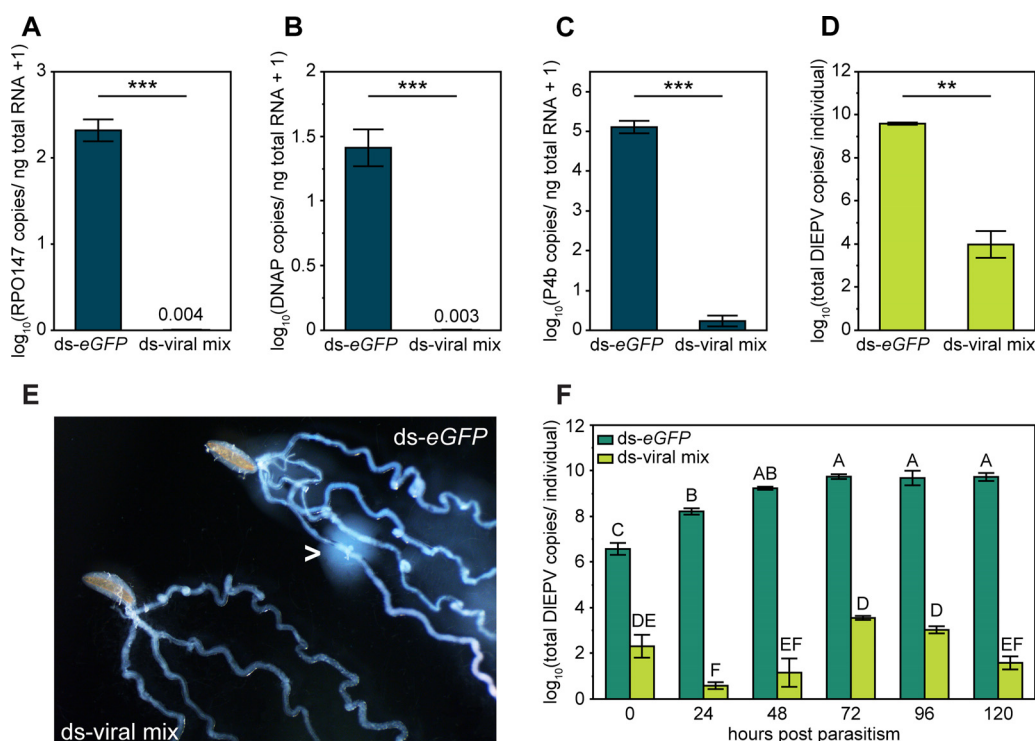 A
log10(RPO147 copies/ ng total RNA +1)
3
2
1
0
***
0.004
ds-eGFP ds-viral mix
B
log10(DNAP copies/ ng total RNA + 1)
2
1.5
1
0.5
0
***
0.003
ds-eGFP ds-viral mix
C
log10(P4b copies/ ng total RNA + 1)
6
5
4
3
2
1
0
***
ds-eGFP ds-viral mix
D
log10(total DlEPV copies/ individual)
12
10
8
6
4
2
0
**
ds-eGFP ds-viral mix
E
ds-eGFP
>
ds-viral mix
F
log10(total DlEPV copies/ individual)
12
10
8
6
4
2
0
ds-eGFP
ds-viral mix
C DE B F AB EF A D A D A EF
0 24 48 72 96 120
hours post parasitism